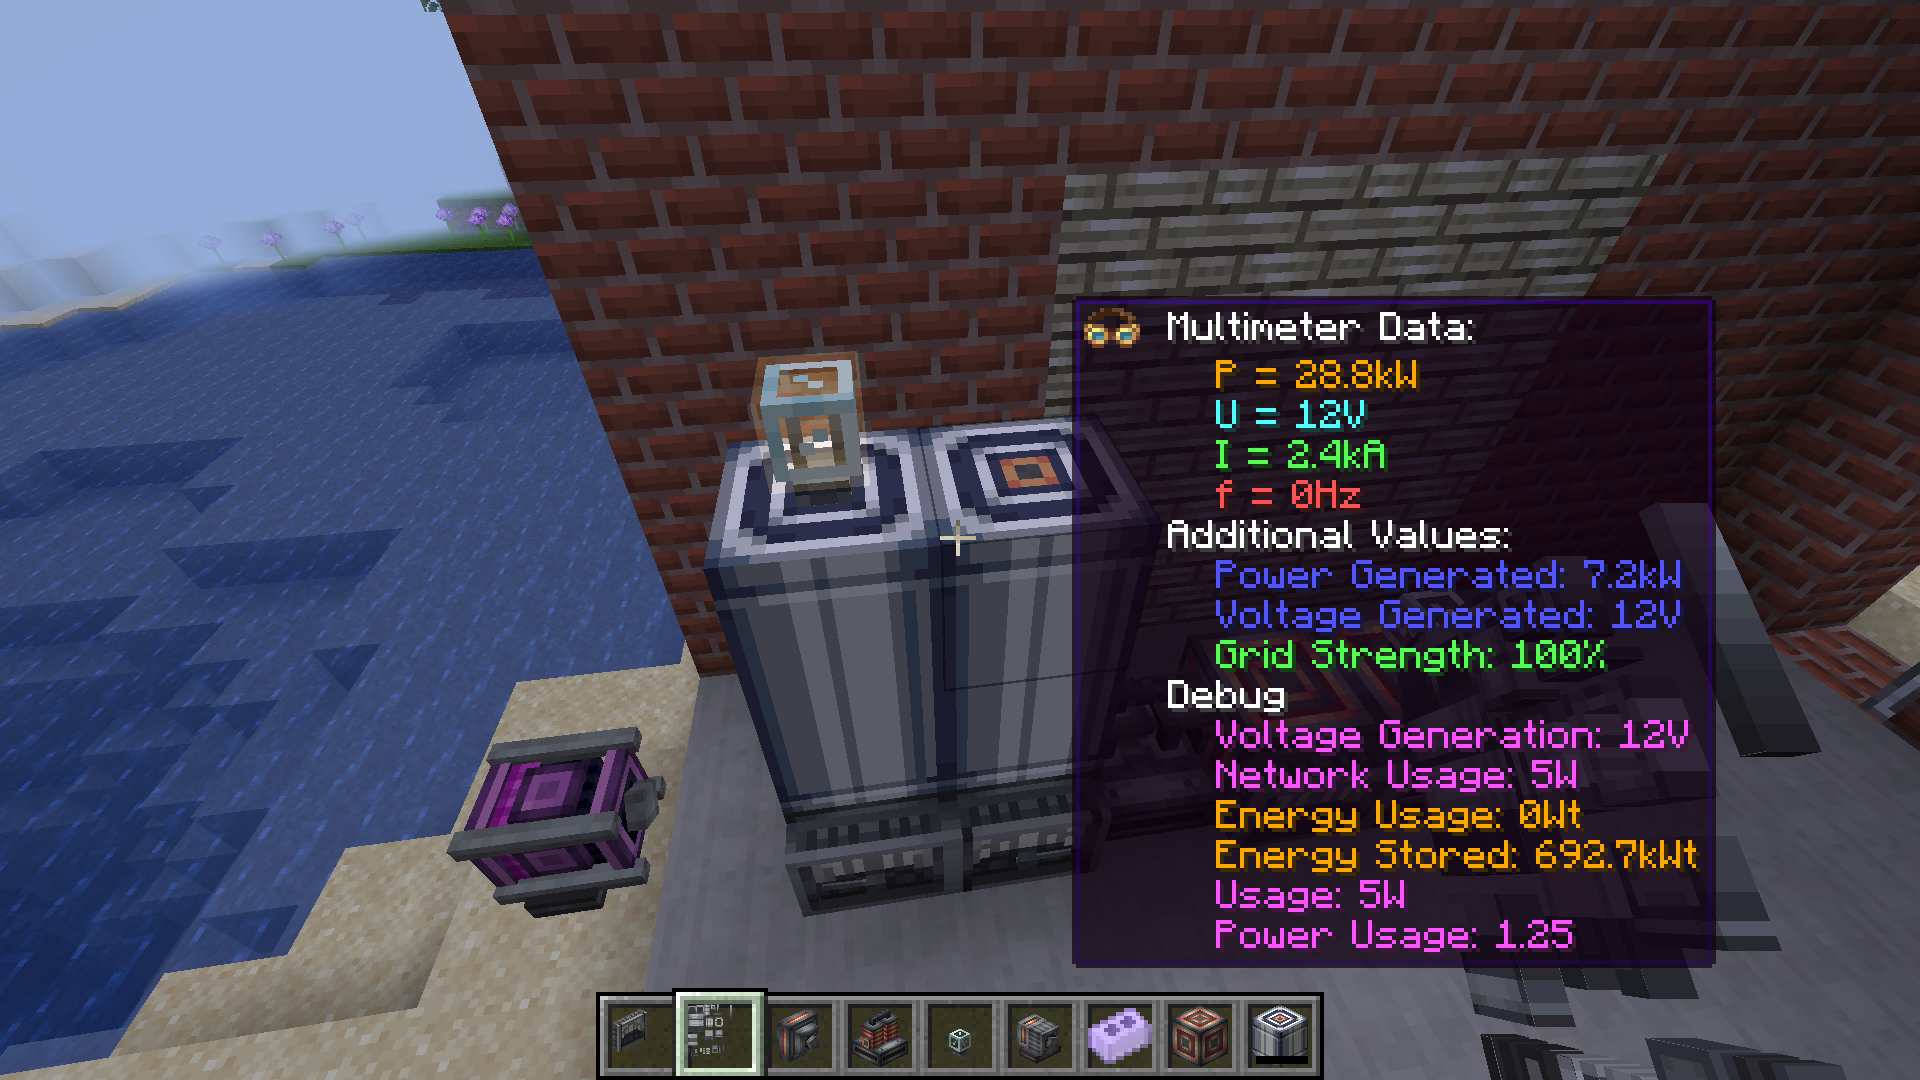 Multimeter Data:
P = 28.8kW
U = 12V
I = 2.4kA
f = 0Hz
Additional Values:
Power Generated: 7.2kW
Voltage Generated: 12V
Grid Strength: 100%
Debug
Voltage Generation: 12V
Network Usage: 5W
Energy Usage: 0Wt
Energy Stored: 692.7kWt
Usage: 5W
Power Usage: 1.25